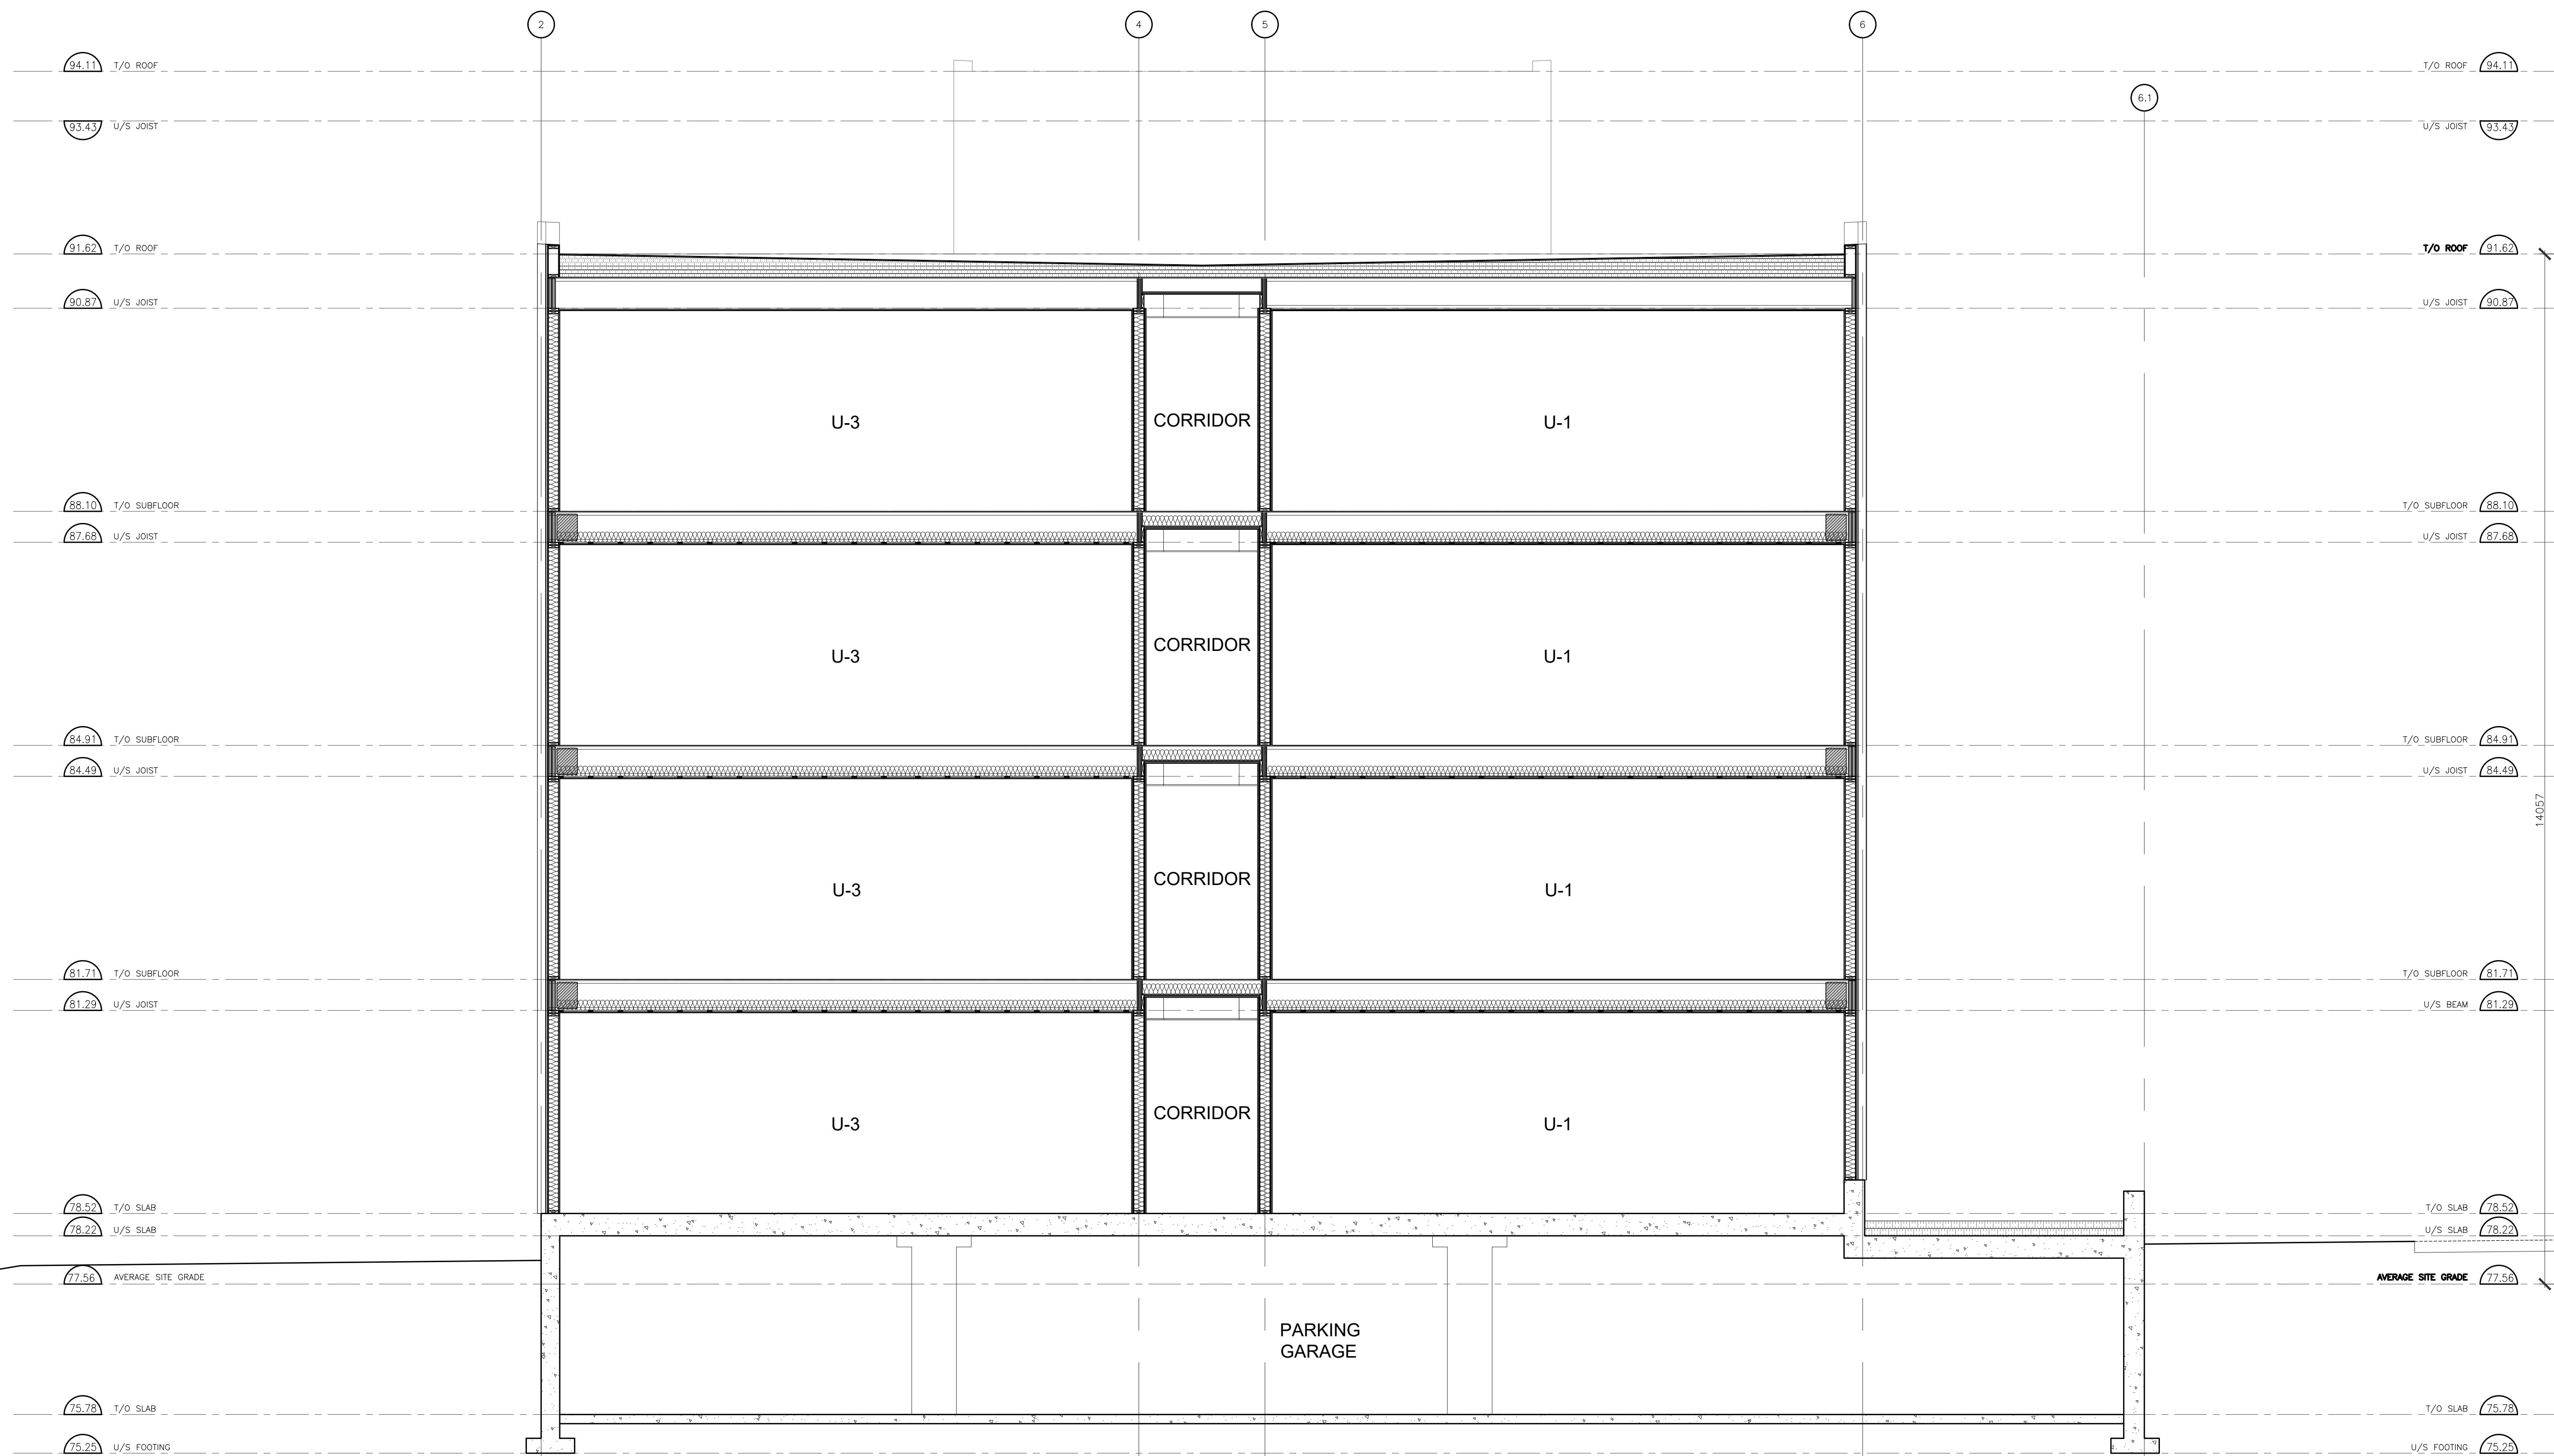 2 4 5 6
94.11 T/O ROOF T/O ROOF 94.11
6.1
93.43 U/S JOIST U/S JOIST 93.43
91.62 T/O ROOF T/O ROOF 91.62
90.87 U/S JOIST U/S JOIST 90.87
U-3 CORRIDOR U-1
88.10 T/O SUBFLOOR T/O SUBFLOOR 88.10
87.68 U/S JOIST U/S JOIST 87.68
U-3 CORRIDOR U-1
84.91 T/O SUBFLOOR T/O SUBFLOOR 84.91
84.49 U/S JOIST U/S JOIST 84.49
14057
U-3 CORRIDOR U-1
81.71 T/O SUBFLOOR T/O SUBFLOOR 81.71
81.29 U/S JOIST U/S BEAM 81.29
U-3 CORRIDOR U-1
78.52 T/O SLAB T/O SLAB 78.52
78.22 U/S SLAB U/S SLAB 78.22
77.56 AVERAGE SITE GRADE AVERAGE SITE GRADE 77.56
PARKING
GARAGE
75.78 T/O SLAB T/O SLAB 75.78
75.25 U/S FOOTING U/S FOOTING 75.25